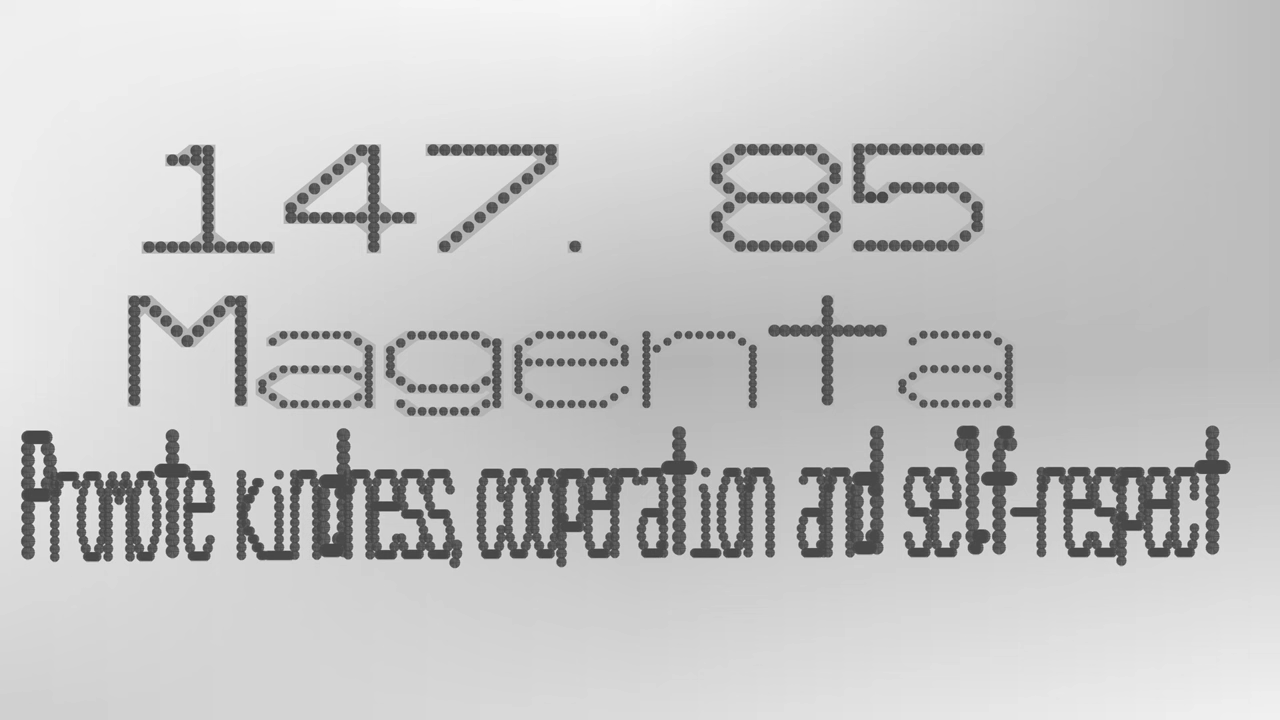 147. 85
Magenta
Promote kindness, cooperation and self-respect